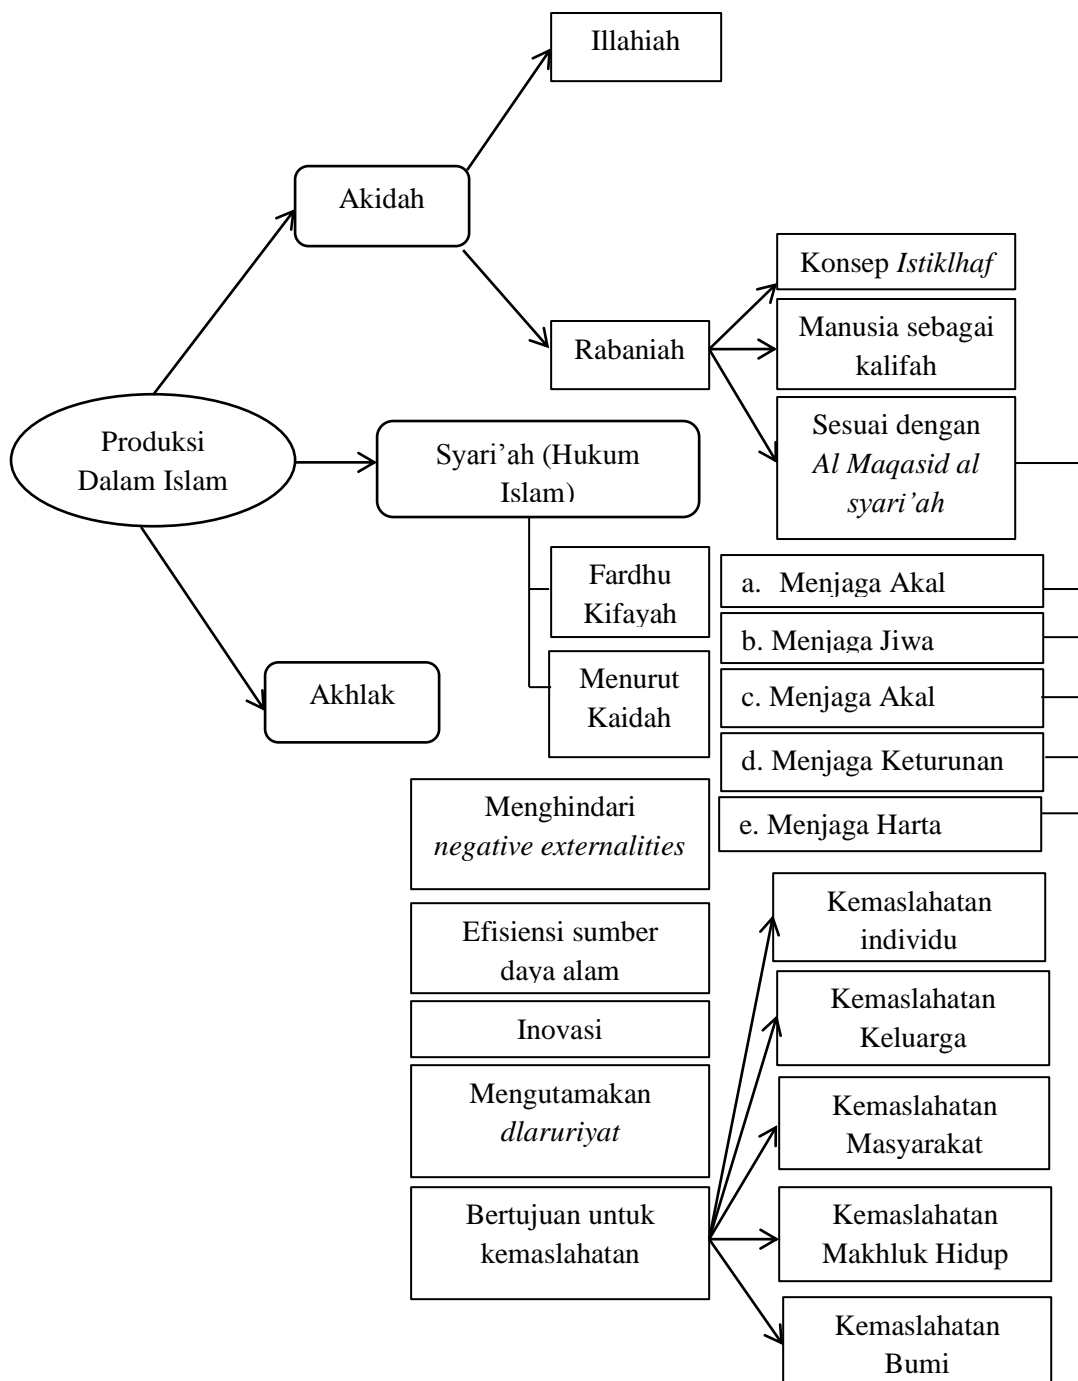 Illahiah
Akidah
Konsep Istiklhaf
Manusia sebagai
kalifah
Rabaniah
Sesuai dengan
Al Maqasid al
syari’ah
Produksi
Dalam Islam
Syari’ah (Hukum
Islam)
Fardhu
Kifayah
Menurut
Kaidah
a. Menjaga Akal
b. Menjaga Jiwa
c. Menjaga Akal
d. Menjaga Keturunan
e. Menjaga Harta
Akhlak
Menghindari
negative externalities
Efisiensi sumber
daya alam
Inovasi
Mengutamakan
dlaruriyat
Bertujuan untuk
kemaslahatan
Kemaslahatan
individu
Kemaslahatan
Keluarga
Kemaslahatan
Masyarakat
Kemaslahatan
Makhluk Hidup
Kemaslahatan
Bumi